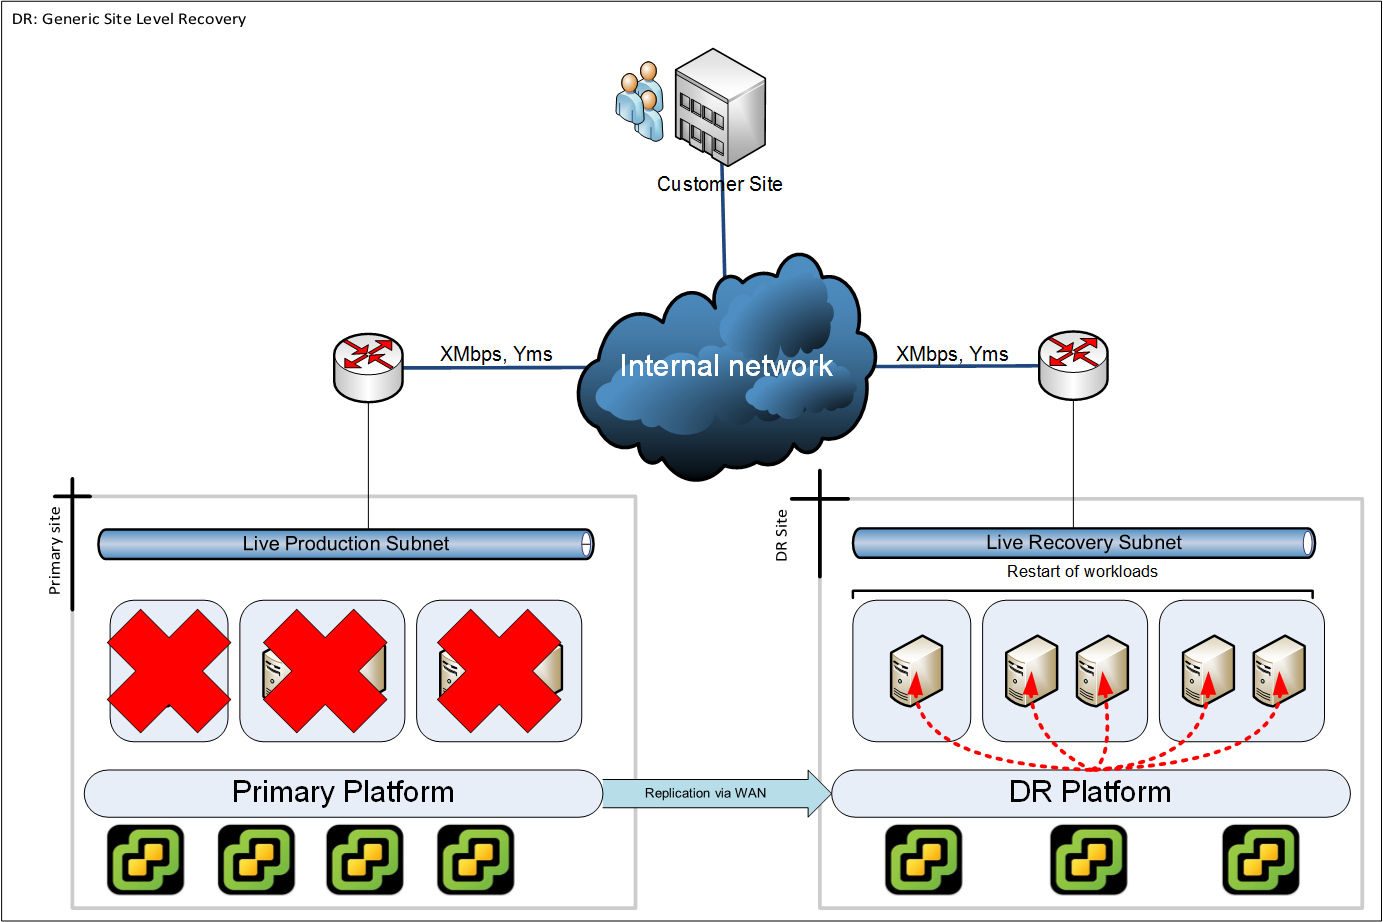 DR: Generic Site Level Recovery
Customer Site
Internal network
XMbps, Yms
XMbps, Yms
Primary site
Live Production Subnet
Primary Platform
Replication via WAN
DR Site
Live Recovery Subnet
Restart of workloads
DR Platform